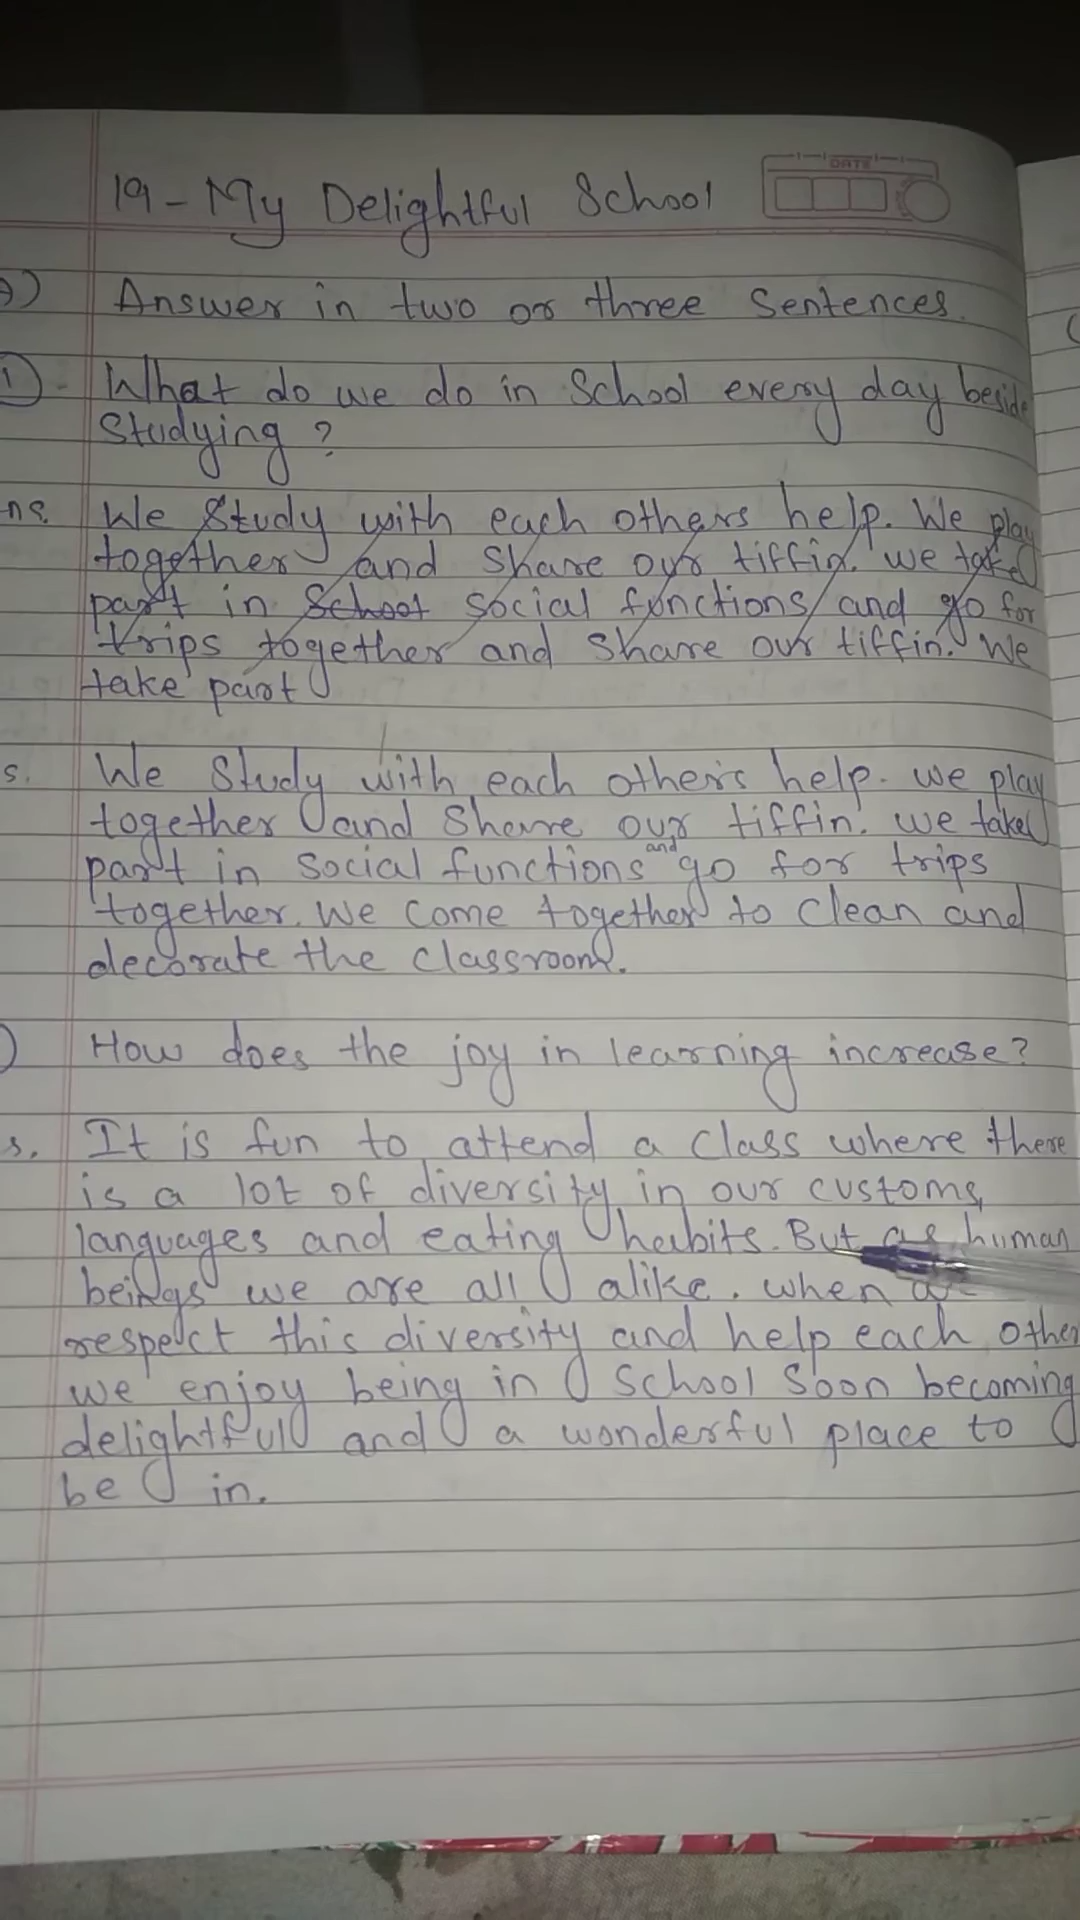 19 - My Delightful School
DATE
A) Answer in two or three Sentences.
1) What do we do in School every day beside
Studying ?
ns. We Study with each others help. We play
together and Share our tiffin. we take
part in School social functions and go for
trips together and Share our tiffin. We
take part
s. We Study with each other's help. we play
together and Share our tiffin. we take
part in social functions and go for trips
together. We come together to clean and
decorate the classroom.
) How does the joy in learning increase?
s. It is fun to attend a class where there
is a lot of diversity in our customs,
languages and eating habits. But as human
beings we are all alike. when
respect this diversity and help each other
we enjoy being in School Soon becoming
delightful and a wonderful place to
be in.